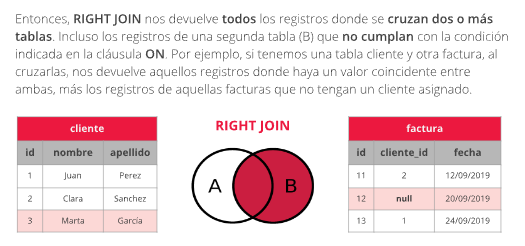 Entonces, RIGHT JOIN nos devuelve todos los registros donde se cruzan dos o más
tablas. Incluso los registros de una segunda tabla (B) que no cumplan con la condición
indicada en la cláusula ON. Por ejemplo, si tenemos una tabla cliente y otra factura, al
cruzarlas, nos devuelve aquellos registros donde haya un valor coincidente entre
ambas, más los registros de aquellas facturas que no tengan un cliente asignado.
cliente
id nombre apellido
1 Juan Perez
2 Clara Sanchez
3 Marta García
RIGHT JOIN
A B
factura
id cliente_id fecha
11 2 12/09/2019
12 null 20/09/2019
13 1 24/09/2019